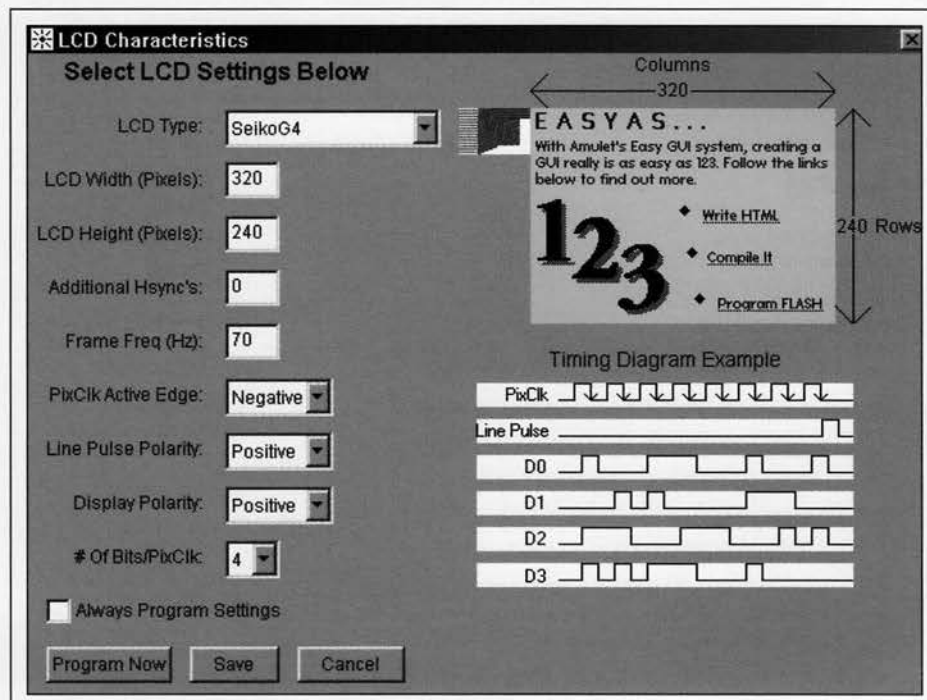 LCD Characteristics
Select LCD Settings Below
LCD Type: SeikoG4
LCD Width (Pixels): 320
LCD Height (Pixels): 240
Additional Hsync's: 0
Frame Freq (Hz): 70
PixClk Active Edge: Negative
Line Pulse Polarity: Positive
Display Polarity: Positive
# Of Bits/PixClk: 4
Always Program Settings
Program Now Save Cancel
Columns
320
EASYAS...
With Amulet's Easy GUI system, creating a
GUI really is as easy as 123. Follow the links
below to find out more.
123
Write HTML
Compile It
Program FLASH
240 Rows
Timing Diagram Example
PixClk
Line Pulse
D0
D1
D2
D3